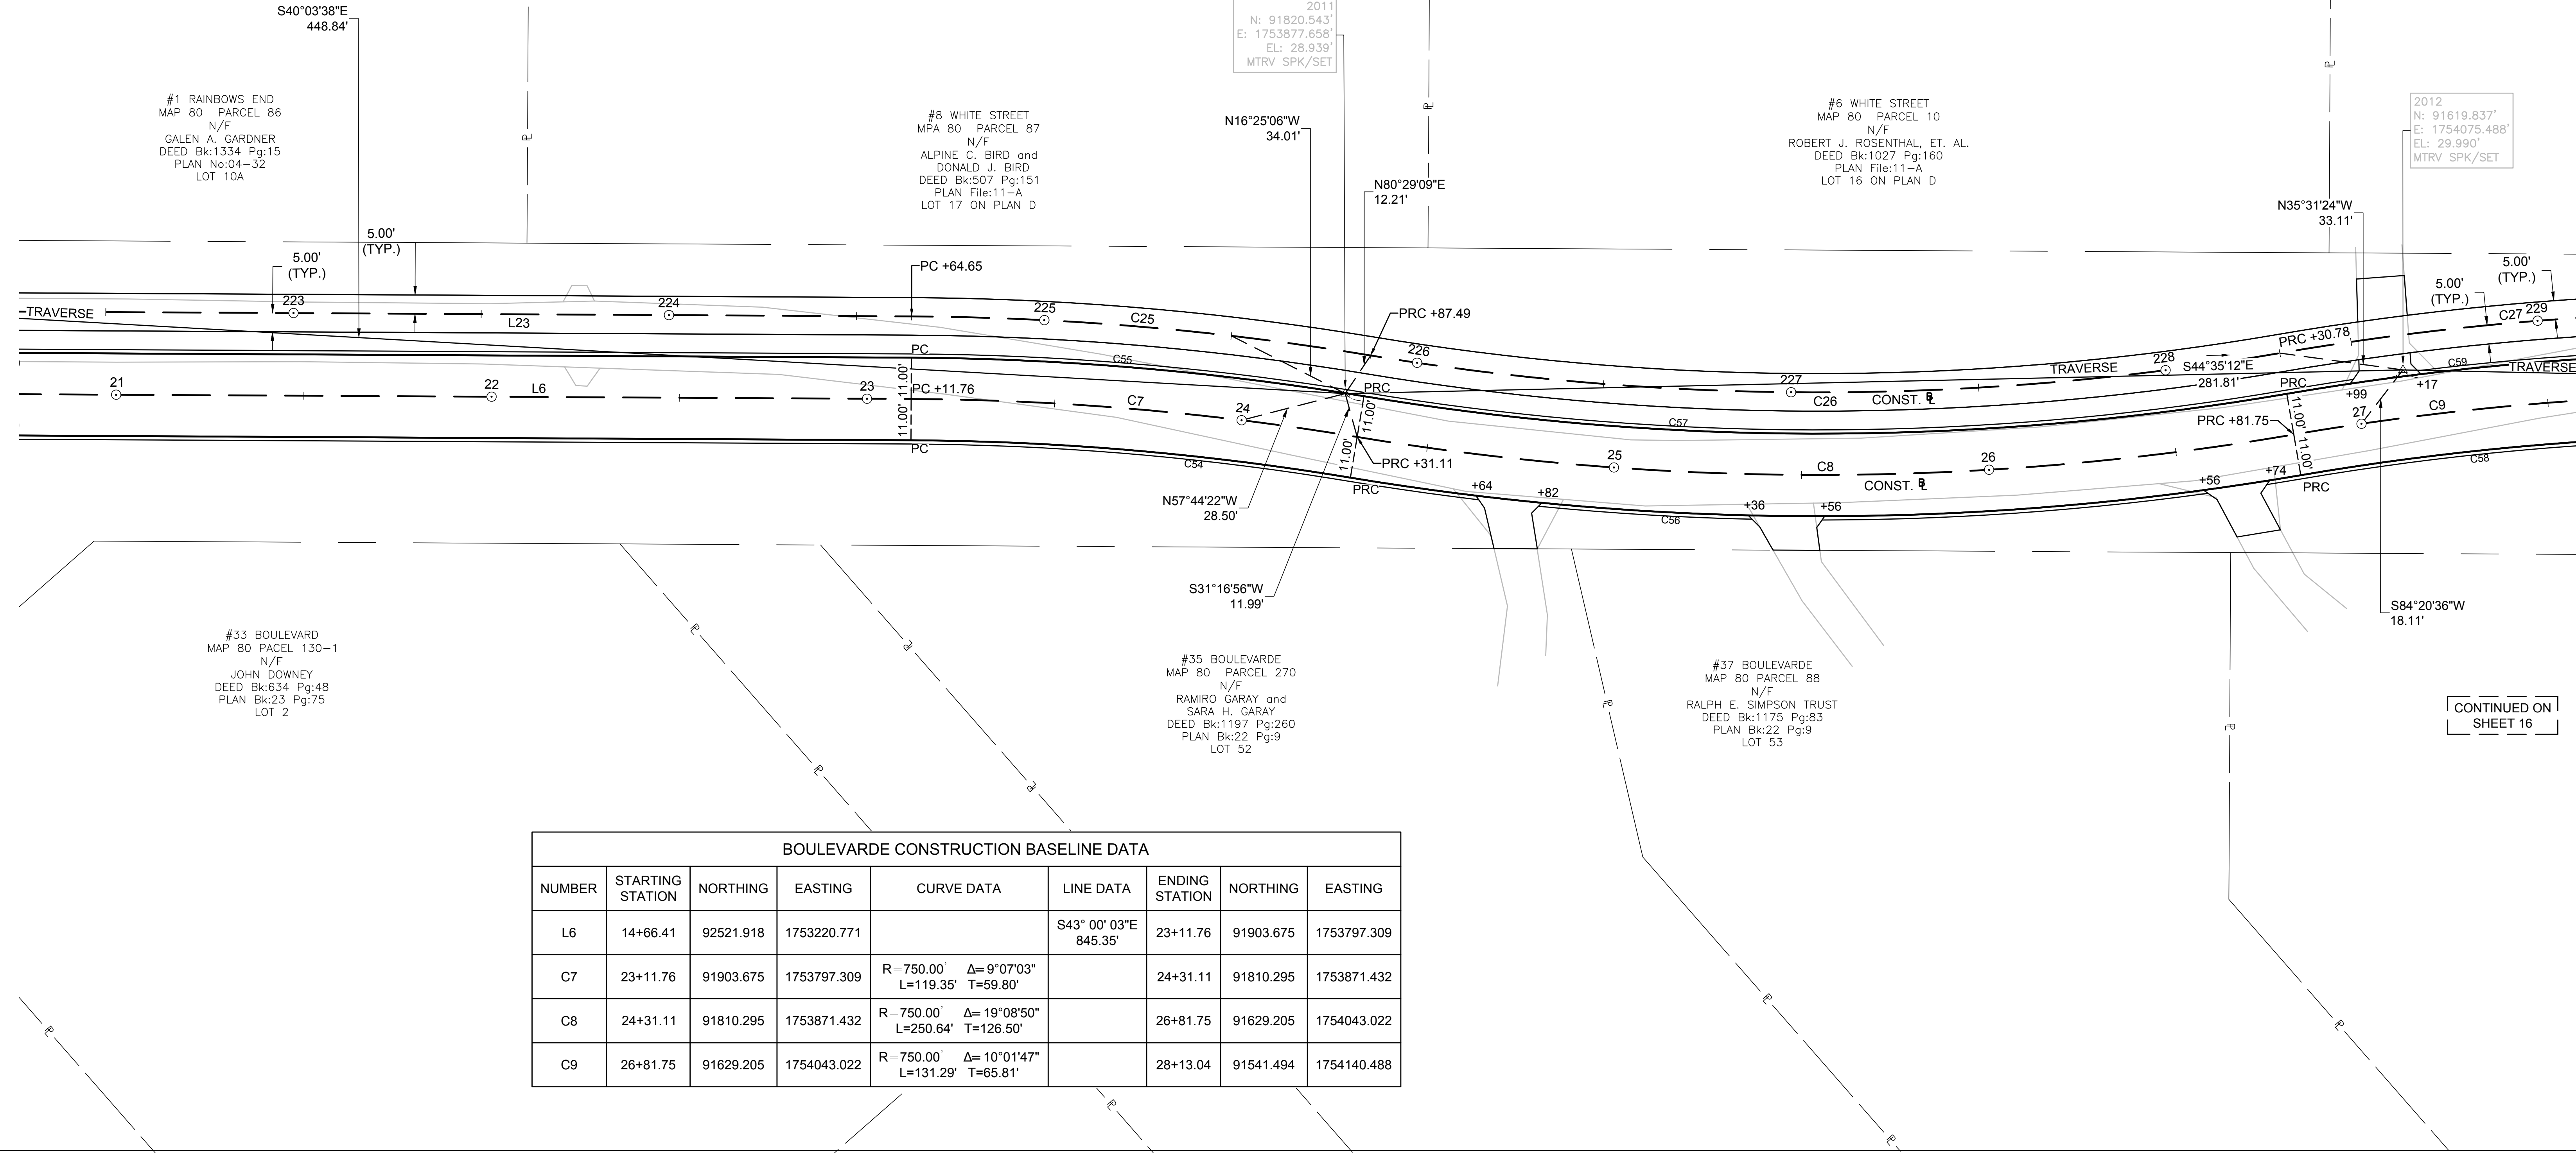 S40°03'38"E
448.84'
2011
N: 91820.543'
E: 1753877.658'
EL: 28.939'
MTRV SPK/SET
2012
N: 91619.837'
E: 1754075.488'
EL: 29.990'
MTRV SPK/SET
#1 RAINBOWS END
MAP 80 PARCEL 86
N/F
GALEN A. GARDNER
DEED Bk:1334 Pg:15
PLAN No:04-32
LOT 10A
#8 WHITE STREET
MPA 80 PARCEL 87
N/F
ALPINE C. BIRD and
DONALD J. BIRD
DEED Bk:507 Pg:151
PLAN File:11-A
LOT 17 ON PLAN D
#6 WHITE STREET
MAP 80 PARCEL 10
N/F
ROBERT J. ROSENTHAL, ET. AL.
DEED Bk:1027 Pg:160
PLAN File:11-A
LOT 16 ON PLAN D
N16°25'06"W
34.01'
N80°29'09"E
12.21'
N35°31'24"W
33.11'
5.00'
(TYP.)
5.00'
(TYP.)
5.00'
(TYP.)
5.00'
(TYP.)
TRAVERSE
223
L23
224
PC +64.65
225
C25
PRC +87.49
226
227
C26
CONST. BL
TRAVERSE
228
S44°35'12"E
281.81'
PRC +30.78
C27
229
C59
TRAVERSE
21
22
L6
23
PC
11.00'
11.00'
PC
PC +11.76
C55
C7
24
C54
PRC
11.00'
11.00'
PRC
PRC +31.11
C57
25
C8
CONST. BL
26
PRC
11.00'
11.00'
PRC
PRC +81.75
27
+99
+17
C9
C58
+64
+82
C56
+36
+56
+56
+74
N57°44'22"W
28.50'
S31°16'56"W
11.99'
S84°20'36"W
18.11'
#33 BOULEVARD
MAP 80 PACEL 130-1
N/F
JOHN DOWNEY
DEED Bk:634 Pg:48
PLAN Bk:23 Pg:75
LOT 2
#35 BOULEVARDE
MAP 80 PARCEL 270
N/F
RAMIRO GARAY and
SARA H. GARAY
DEED Bk:1197 Pg:260
PLAN Bk:22 Pg:9
LOT 52
#37 BOULEVARDE
MAP 80 PARCEL 88
N/F
RALPH E. SIMPSON TRUST
DEED Bk:1175 Pg:83
PLAN Bk:22 Pg:9
LOT 53
CONTINUED ON
SHEET 16
BOULEVARDE CONSTRUCTION BASELINE DATA
NUMBER STARTING STATION NORTHING EASTING CURVE DATA LINE DATA ENDING STATION NORTHING EASTING
L6 14+66.41 92521.918 1753220.771 S43° 00' 03"E 845.35' 23+11.76 91903.675 1753797.309
C7 23+11.76 91903.675 1753797.309 R=750.00' Δ=9°07'03" L=119.35' T=59.80' 24+31.11 91810.295 1753871.432
C8 24+31.11 91810.295 1753871.432 R=750.00' Δ=19°08'50" L=250.64' T=126.50' 26+81.75 91629.205 1754043.022
C9 26+81.75 91629.205 1754043.022 R=750.00' Δ=10°01'47" L=131.29' T=65.81' 28+13.04 91541.494 1754140.488